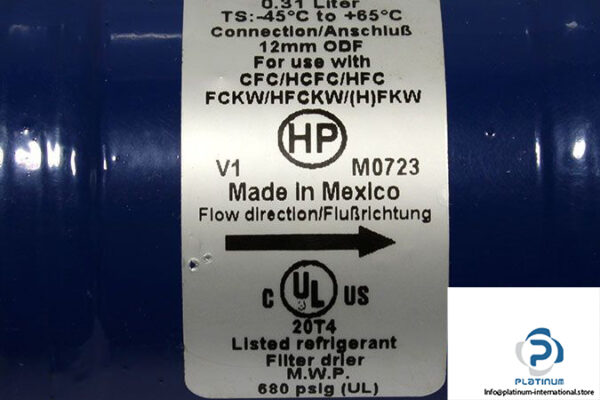 0.31 Liter
TS:-45°C to +65°C
Connection/Anschluß
12mm ODF
For use with
CFC/HCFC/HFC
FCKW/HFCKW/(H)FKW
HP
V1 M0723
Made in Mexico
Flow direction/Flußrichtung
C UL US
20T4
Listed refrigerant
Filter drier
M.W.P.
680 psig (UL)
PLATINUM
Info@platinum-international.store